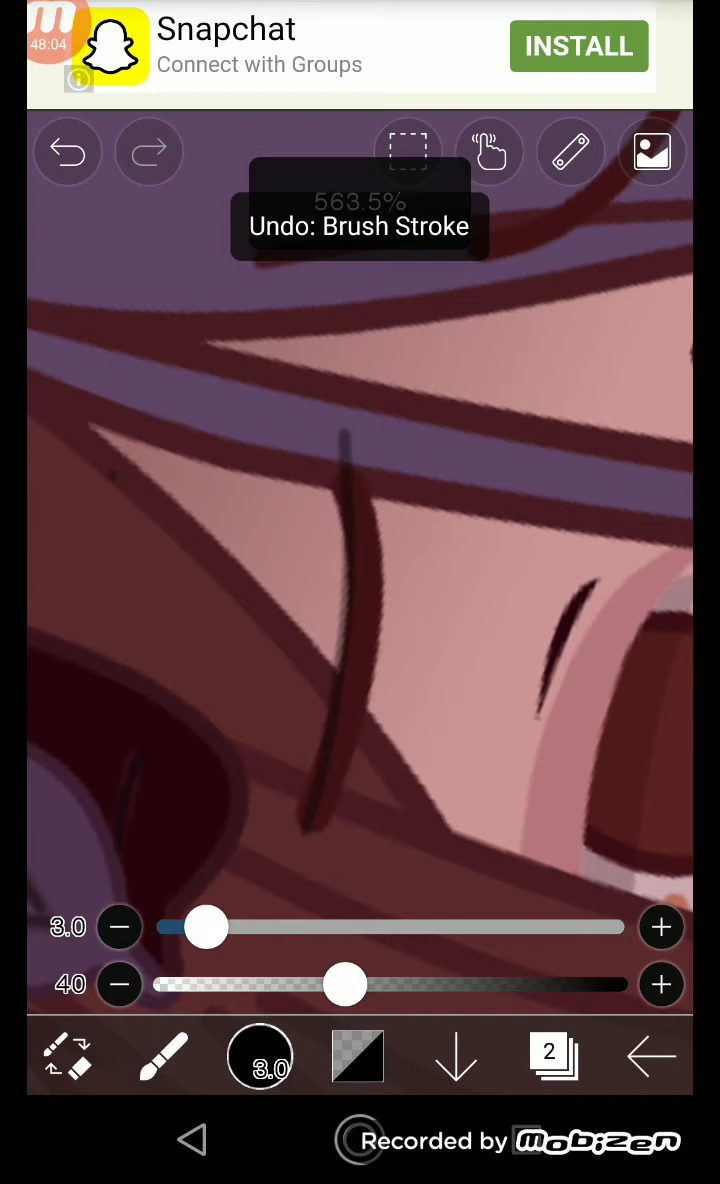 48:04
Snapchat
Connect with Groups
INSTALL
563.5%
Undo: Brush Stroke
3.0
40
3.0
2
Recorded by mobizen